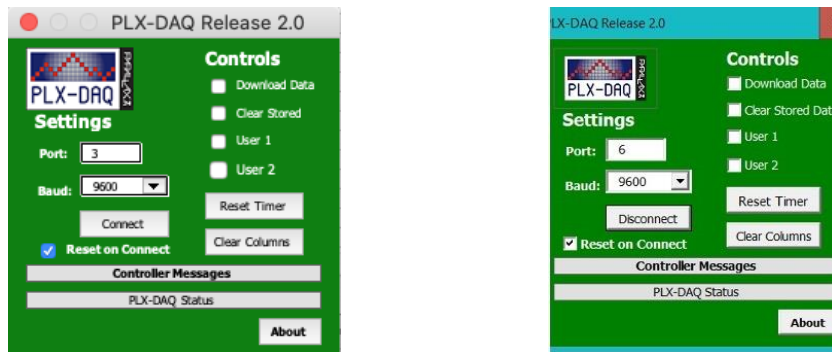 PLX-DAQ Release 2.0
PLX-DAQ
PARALLAX
Controls
Download Data
Clear Stored
User 1
User 2
Settings
Port: 3
Baud: 9600
Connect
Reset on Connect
Reset Timer
Clear Columns
Controller Messages
PLX-DAQ Status
About
LX-DAQ Release 2.0
PLX-DAQ
PARALLAX
Controls
Download Data
Clear Stored Dat
User 1
User 2
Settings
Port: 6
Baud: 9600
Disconnect
Reset on Connect
Reset Timer
Clear Columns
Controller Messages
PLX-DAQ Status
About